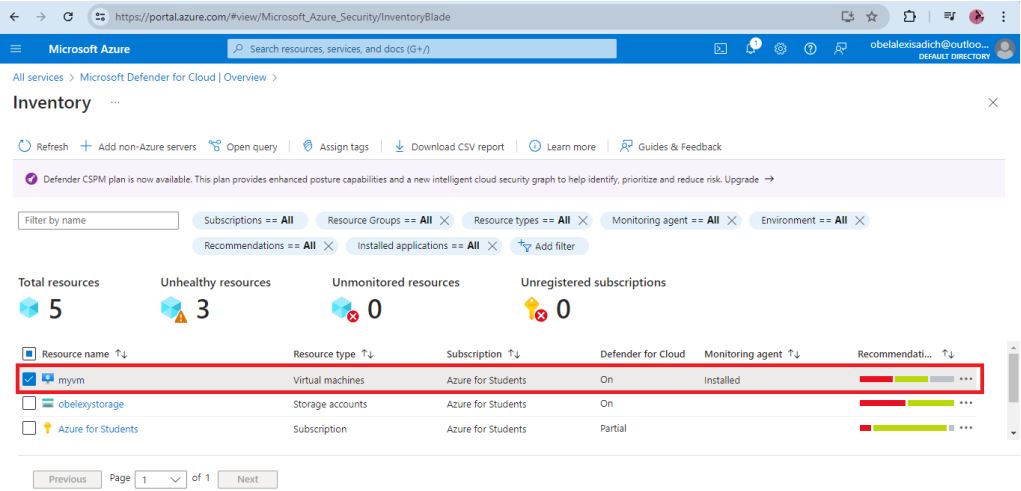 https://portal.azure.com/#view/Microsoft_Azure_Security/InventoryBlade
Microsoft Azure
Search resources, services, and docs (G+/)
1
obelalexisadich@outloo...
DEFAULT DIRECTORY
All services > Microsoft Defender for Cloud | Overview >
Inventory ...
Refresh Add non-Azure servers Open query Assign tags Download CSV report Learn more Guides & Feedback
Defender CSPM plan is now available. This plan provides enhanced posture capabilities and a new intelligent cloud security graph to help identify, prioritize and reduce risk. Upgrade →
Filter by name Subscriptions == All Resource Groups == All Resource types == All Monitoring agent == All Environment == All
Recommendations == All Installed applications == All Add filter
Total resources Unhealthy resources Unmonitored resources Unregistered subscriptions
5 3 0 0
Resource name ↑↓ Resource type ↑↓ Subscription ↑↓ Defender for Cloud Monitoring agent ↑↓ Recommendati... ↑↓
myvm Virtual machines Azure for Students On Installed ...
obelexystorage Storage accounts Azure for Students On ...
Azure for Students Subscription Azure for Students Partial ...
Previous Page 1 of 1 Next